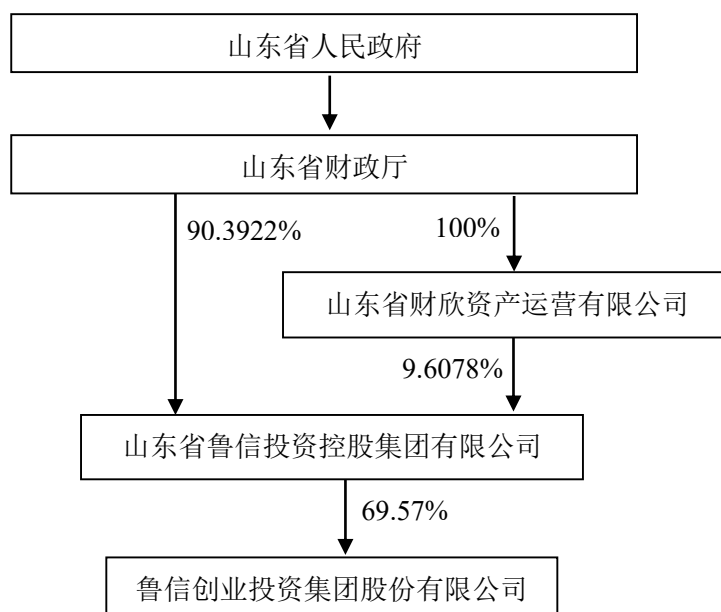 山东省人民政府
山东省财政厅
90.3922%
100%
山东省财欣资产运营有限公司
9.6078%
山东省鲁信投资控股集团有限公司
69.57%
鲁信创业投资集团股份有限公司